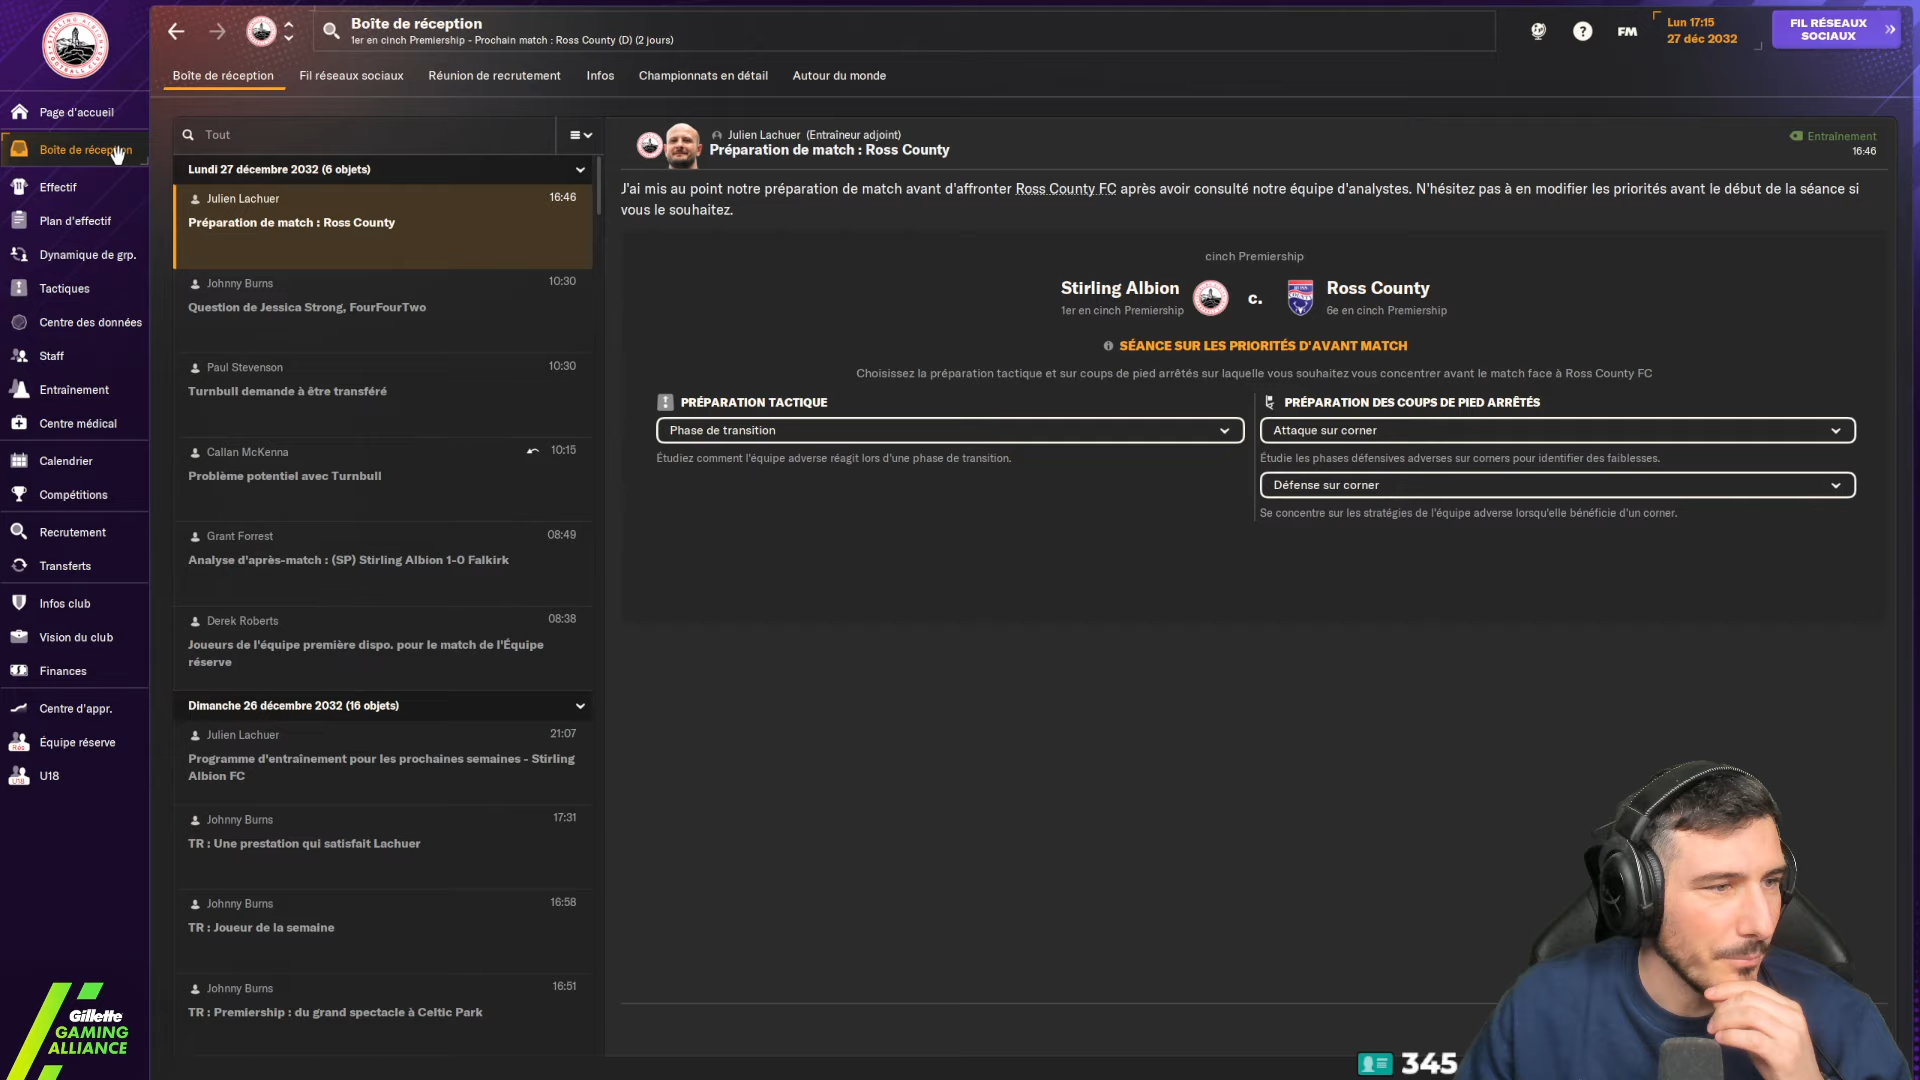 Boîte de réception
1er en cinch Premiership - Prochain match : Ross County (D) (2 jours)
FM
Lun 17:15
27 déc 2032
FIL RÉSEAUX
SOCIAUX
Boîte de réception
Fil réseaux sociaux
Réunion de recrutement
Infos
Championnats en détail
Autour du monde
Page d'accueil
Boîte de réception
Effectif
Plan d'effectif
Dynamique de grp.
Tactiques
Centre des données
Staff
Entraînement
Centre médical
Calendrier
Compétitions
Recrutement
Transferts
Infos club
Vision du club
Finances
Centre d'appr.
Équipe réserve
U18
Gillette
GAMING
ALLIANCE
Tout
Lundi 27 décembre 2032 (6 objets)
Julien Lachuer 16:46
Préparation de match : Ross County
Johnny Burns 10:30
Question de Jessica Strong, FourFourTwo
Paul Stevenson 10:30
Turnbull demande à être transféré
Callan McKenna 10:15
Problème potentiel avec Turnbull
Grant Forrest 08:49
Analyse d'après-match : (SP) Stirling Albion 1-0 Falkirk
Derek Roberts 08:38
Joueurs de l'équipe première dispo. pour le match de l'Équipe
réserve
Dimanche 26 décembre 2032 (16 objets)
Julien Lachuer 21:07
Programme d'entraînement pour les prochaines semaines - Stirling
Albion FC
Johnny Burns 17:31
TR : Une prestation qui satisfait Lachuer
Johnny Burns 16:58
TR : Joueur de la semaine
Johnny Burns 16:51
TR : Premiership : du grand spectacle à Celtic Park
Julien Lachuer (Entraîneur adjoint)
Préparation de match : Ross County
Entraînement
16:46
J'ai mis au point notre préparation de match avant d'affronter Ross County FC après avoir consulté notre équipe d'analystes. N'hésitez pas à en modifier les priorités avant le début de la séance si
vous le souhaitez.
cinch Premiership
Stirling Albion
1er en cinch Premiership
c.
Ross County
6e en cinch Premiership
SÉANCE SUR LES PRIORITÉS D'AVANT MATCH
Choisissez la préparation tactique et sur coups de pied arrêtés sur laquelle vous souhaitez vous concentrer avant le match face à Ross County FC
PRÉPARATION TACTIQUE
Phase de transition
Étudiez comment l'équipe adverse réagit lors d'une phase de transition.
PRÉPARATION DES COUPS DE PIED ARRÊTÉS
Attaque sur corner
Étudie les phases défensives adverses sur corners pour identifier des faiblesses.
Défense sur corner
Se concentre sur les stratégies de l'équipe adverse lorsqu'elle bénéficie d'un corner.
345